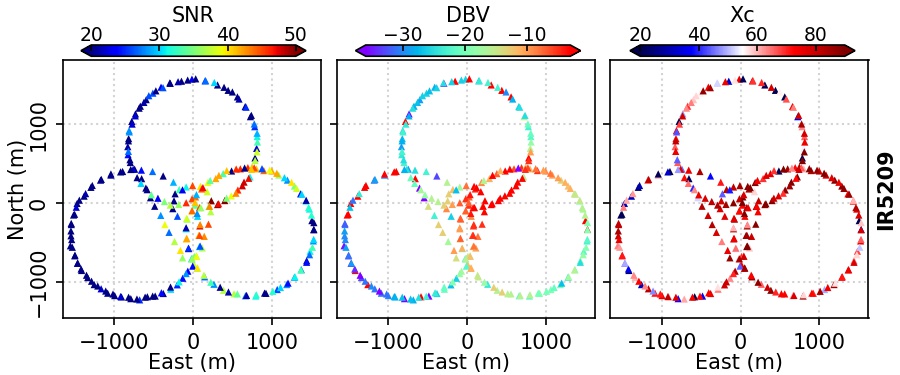 SNR DBV Xc
20 30 40 50 −30 −20 −10 20 40 60 80
North (m)
1000
0
−1000
−1000 0 1000 −1000 0 1000 −1000 0 1000
East (m) East (m) East (m)
IR5209